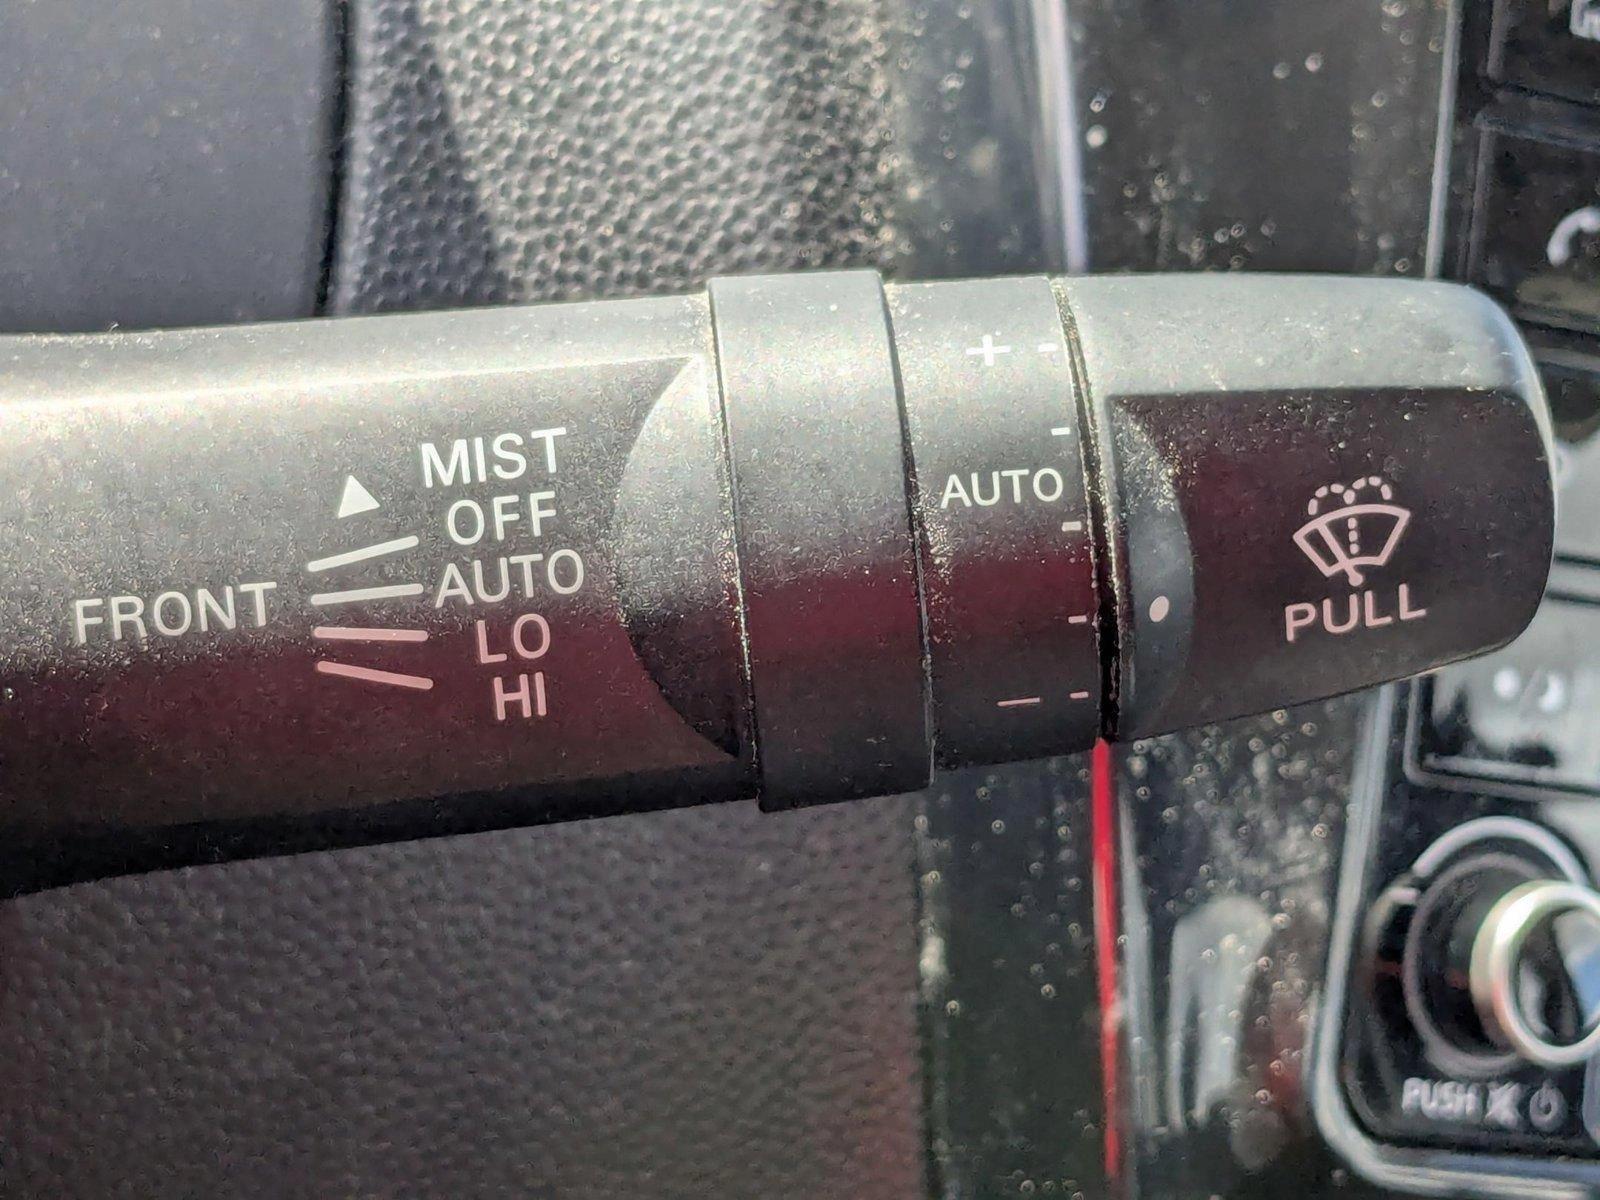 MIST
OFF
AUTO
FRONT
LO
HI
+
AUTO
—
PULL
PUSH